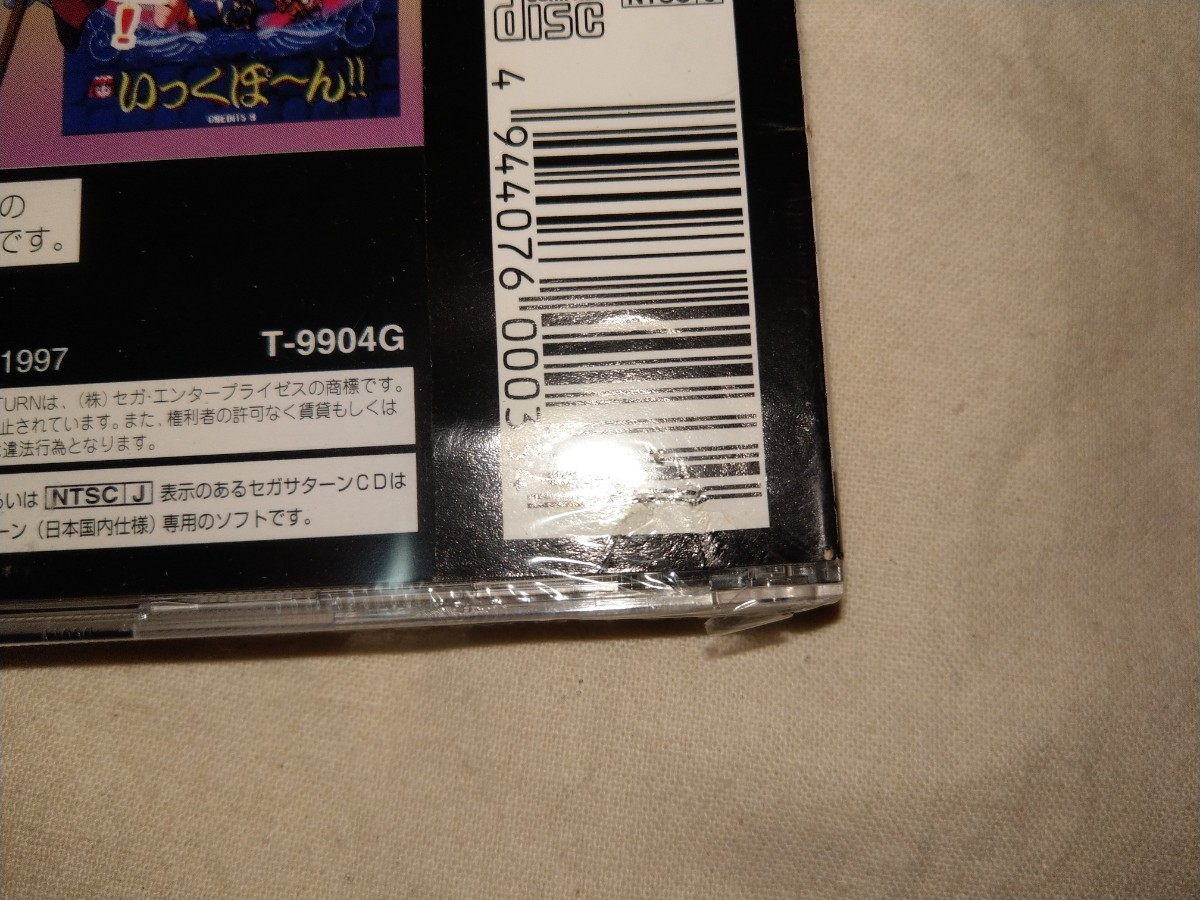 disc
いっくぽ〜ん!!
CREDITS 8
の
です。
4 944076 0003
1997
T-9904G
TURNは、(株)セガ・エンタープライゼスの商標です。
止されています。また、権利者の許可なく賃貸もしくは
違法行為となります。
るいは NTSC J 表示のあるセガサターンCDは
ーン(日本国内仕様)専用のソフトです。